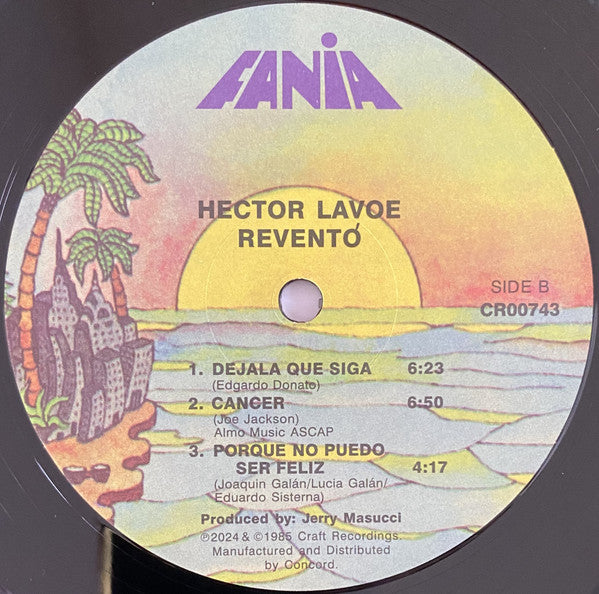 FANIA
HECTOR LAVOE
REVENTÓ
SIDE B
CR00743
1. DEJALA QUE SIGA 6:23
(Edgardo Donato)
2. CANCER 6:50
(Joe Jackson)
Almo Music ASCAP
3. PORQUE NO PUEDO
SER FELIZ 4:17
(Joaquin Galán/Lucia Galán/
Eduardo Sisterna)
Produced by: Jerry Masucci
℗2024 & ©1985 Craft Recordings.
Manufactured and Distributed
by Concord.